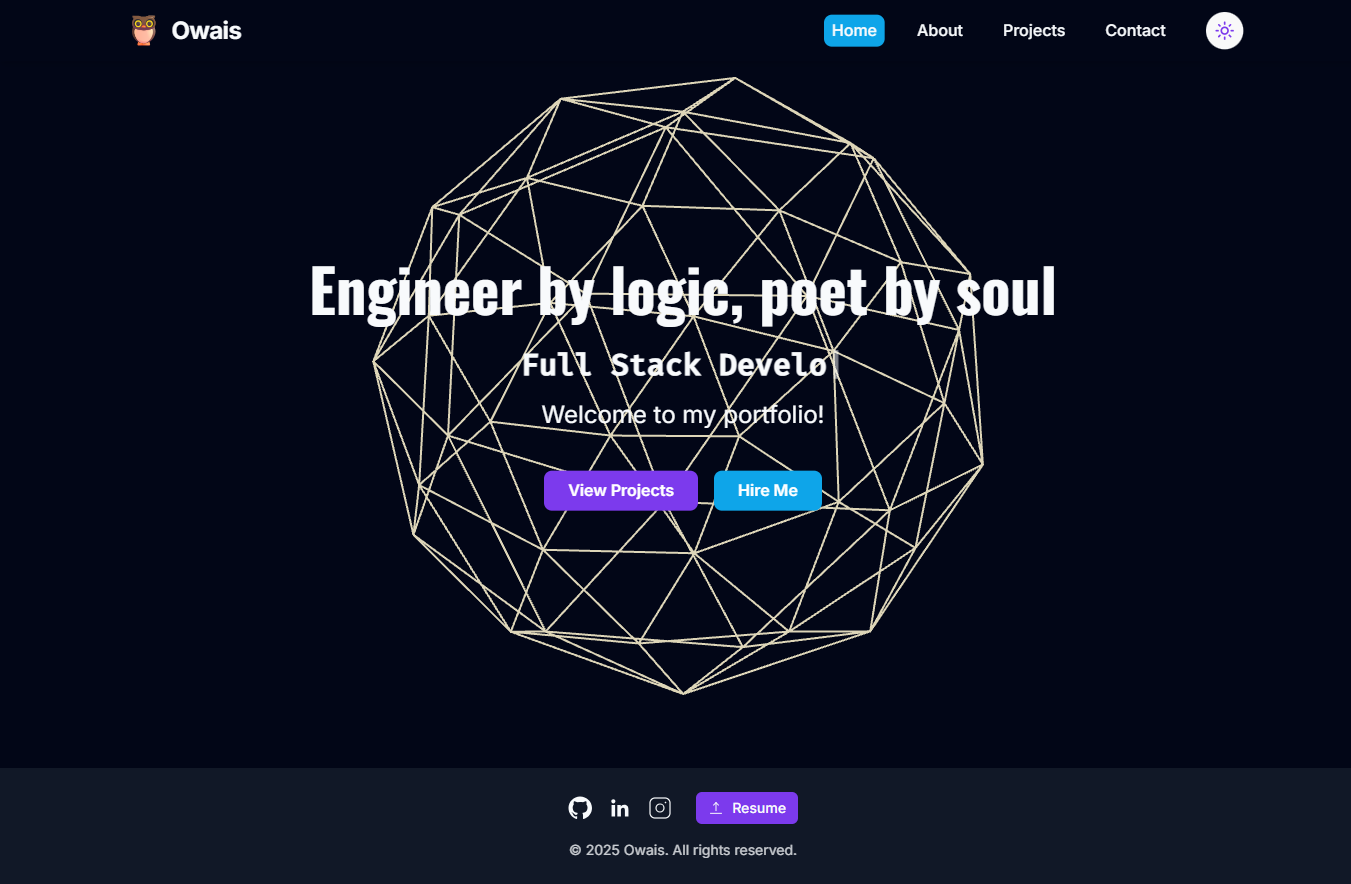 Owais
Home About Projects Contact
Engineer by logic, poet by soul
Full Stack Develo
Welcome to my portfolio!
View Projects Hire Me
in Resume
© 2025 Owais. All rights reserved.